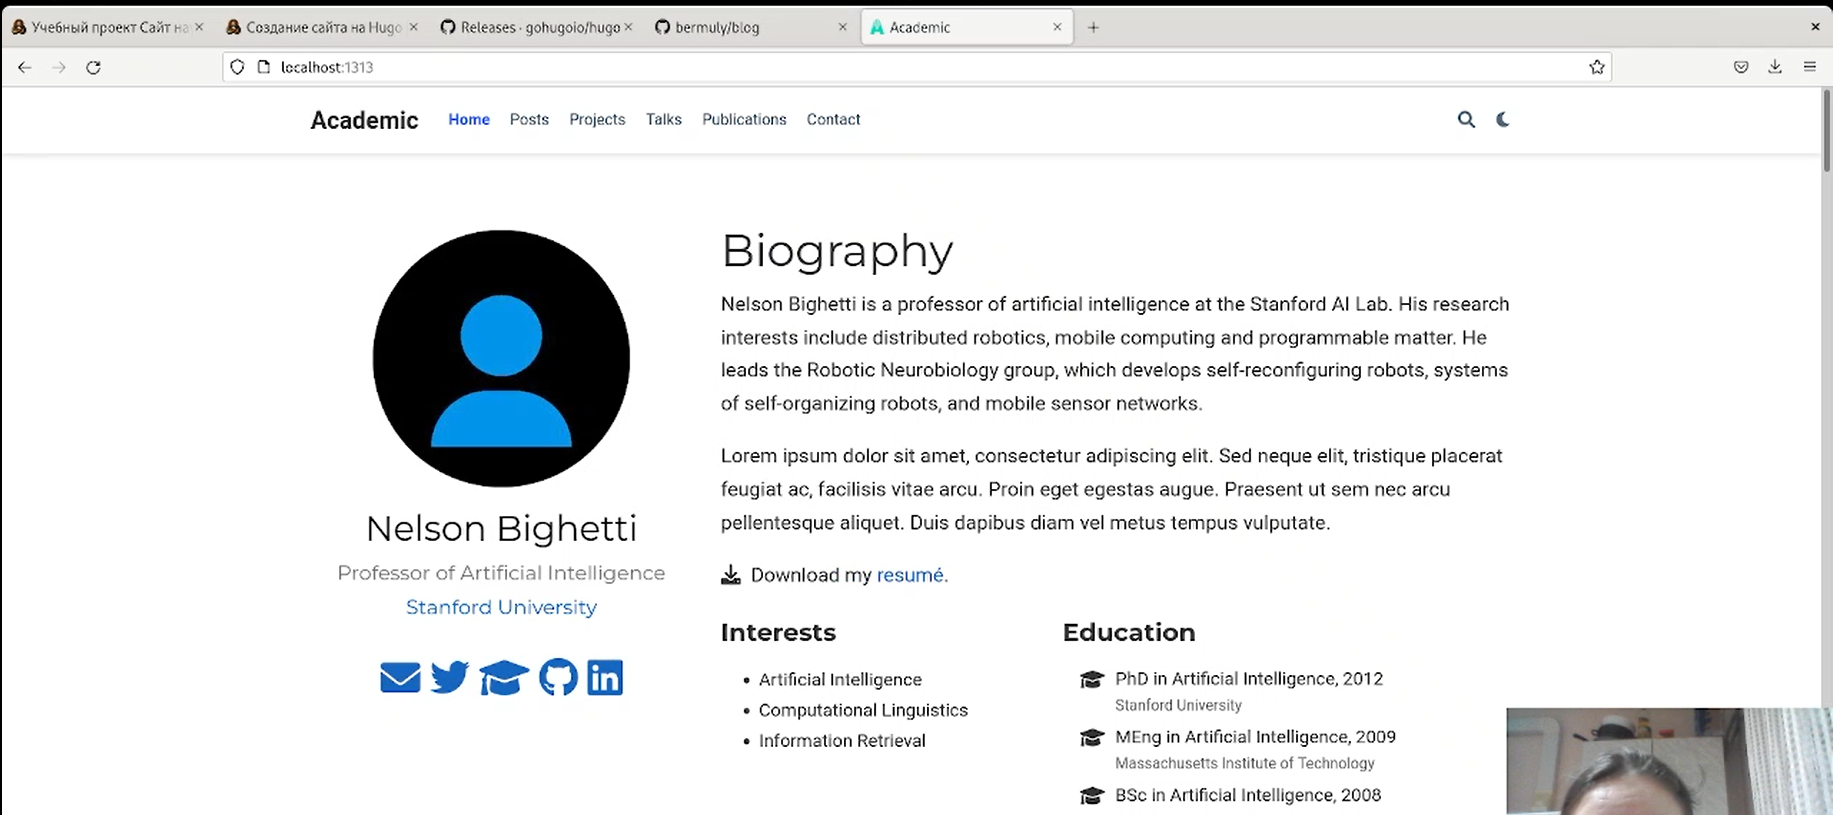 Учебный проект Сайт на
Создание сайта на Hugo
Releases · gohugoio/hugo
bermuly/blog
Academic
localhost:1313
Academic
Home
Posts
Projects
Talks
Publications
Contact
Nelson Bighetti
Professor of Artificial Intelligence
Stanford University
Biography
Nelson Bighetti is a professor of artificial intelligence at the Stanford AI Lab. His research
interests include distributed robotics, mobile computing and programmable matter. He
leads the Robotic Neurobiology group, which develops self-reconfiguring robots, systems
of self-organizing robots, and mobile sensor networks.
Lorem ipsum dolor sit amet, consectetur adipiscing elit. Sed neque elit, tristique placerat
feugiat ac, facilisis vitae arcu. Proin eget egestas augue. Praesent ut sem nec arcu
pellentesque aliquet. Duis dapibus diam vel metus tempus vulputate.
Download my resumé.
Interests
Artificial Intelligence
Computational Linguistics
Information Retrieval
Education
PhD in Artificial Intelligence, 2012
Stanford University
MEng in Artificial Intelligence, 2009
Massachusetts Institute of Technology
BSc in Artificial Intelligence, 2008